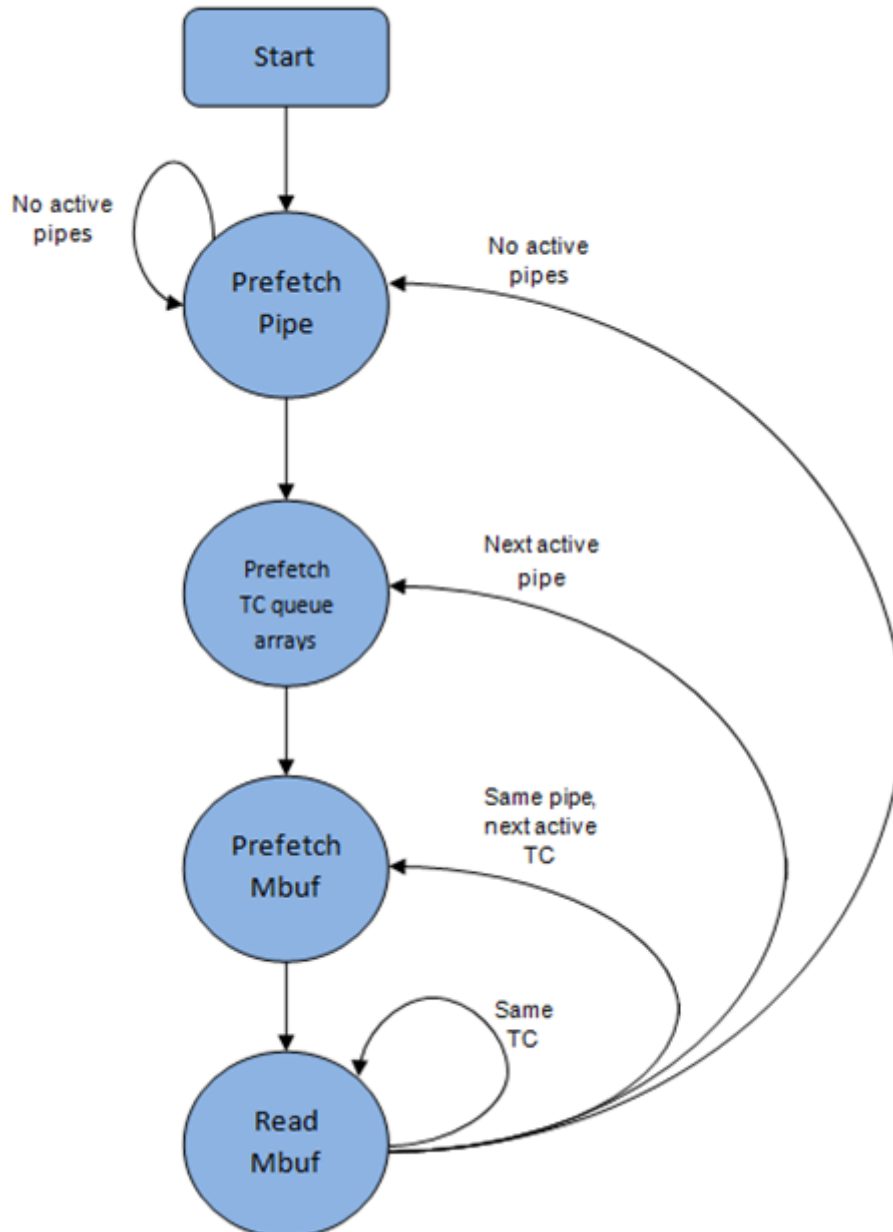 Start
No active
pipes
No active
pipes
Prefetch
Pipe
Next active
pipe
Prefetch
TC queue
arrays
Same pipe,
next active
TC
Prefetch
Mbuf
Same
TC
Read
Mbuf